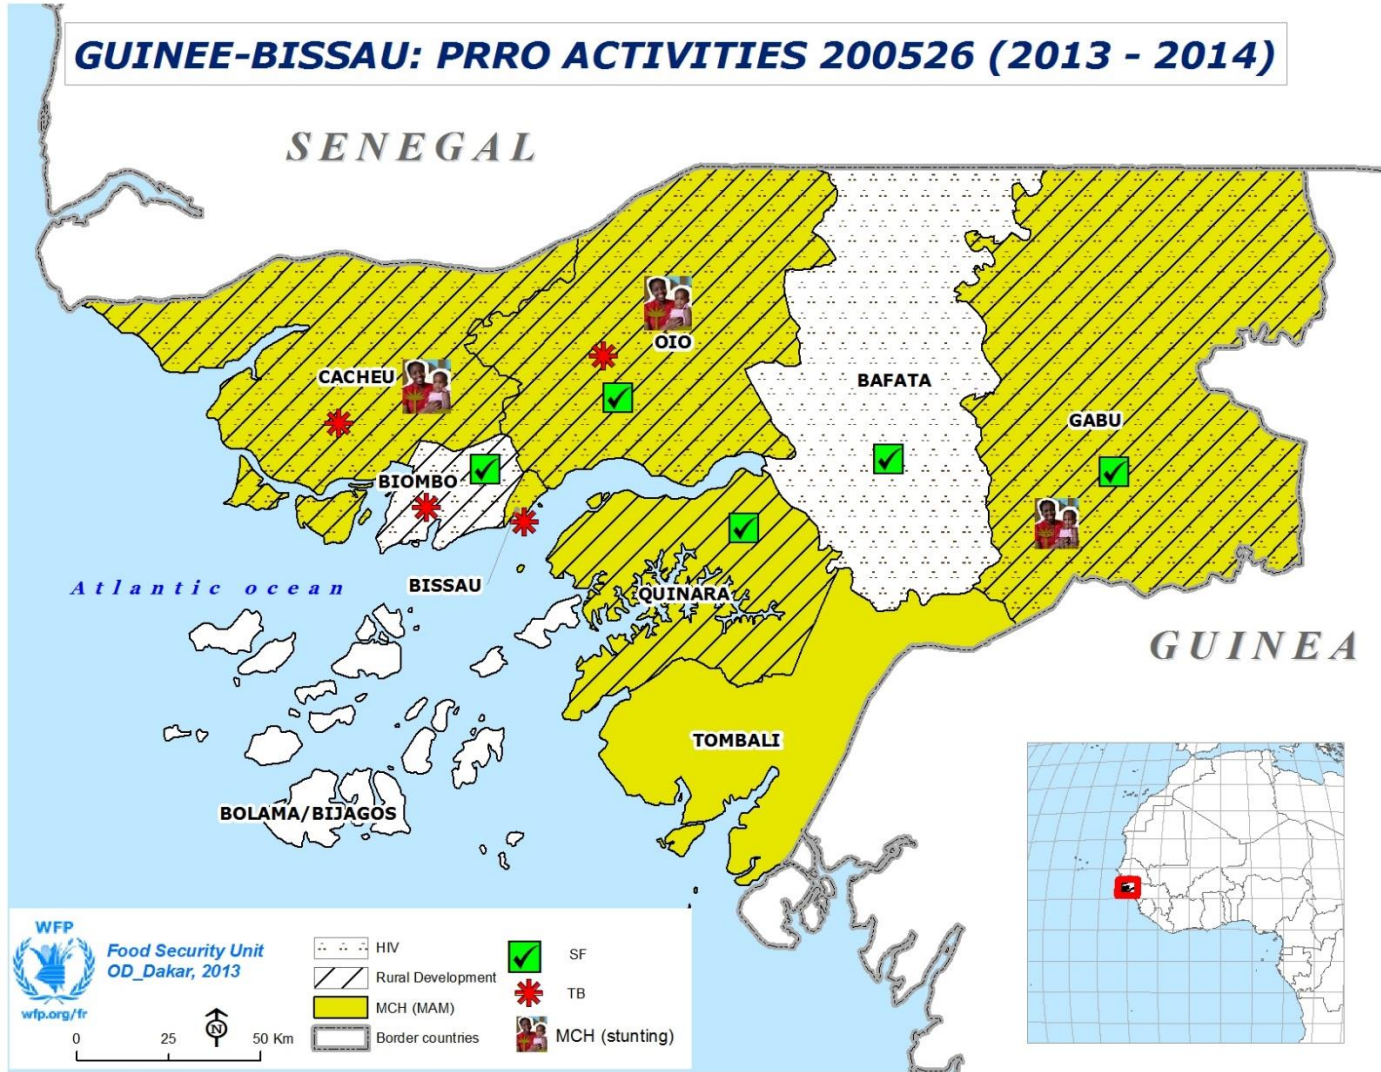 GUINEE-BISSAU: PRRO ACTIVITIES 200526 (2013 - 2014)
SENEGAL
OIO
CACHEU
BAFATA
GABU
BIOMBO
BISSAU
Atlantic ocean
QUINARA
GUINEA
TOMBALI
BOLAMA/BIJAGOS
WFP
wfp.org/fr
Food Security Unit
OD_Dakar, 2013
N
0 25 50 Km
HIV
Rural Development
MCH (MAM)
Border countries
SF
TB
MCH (stunting)